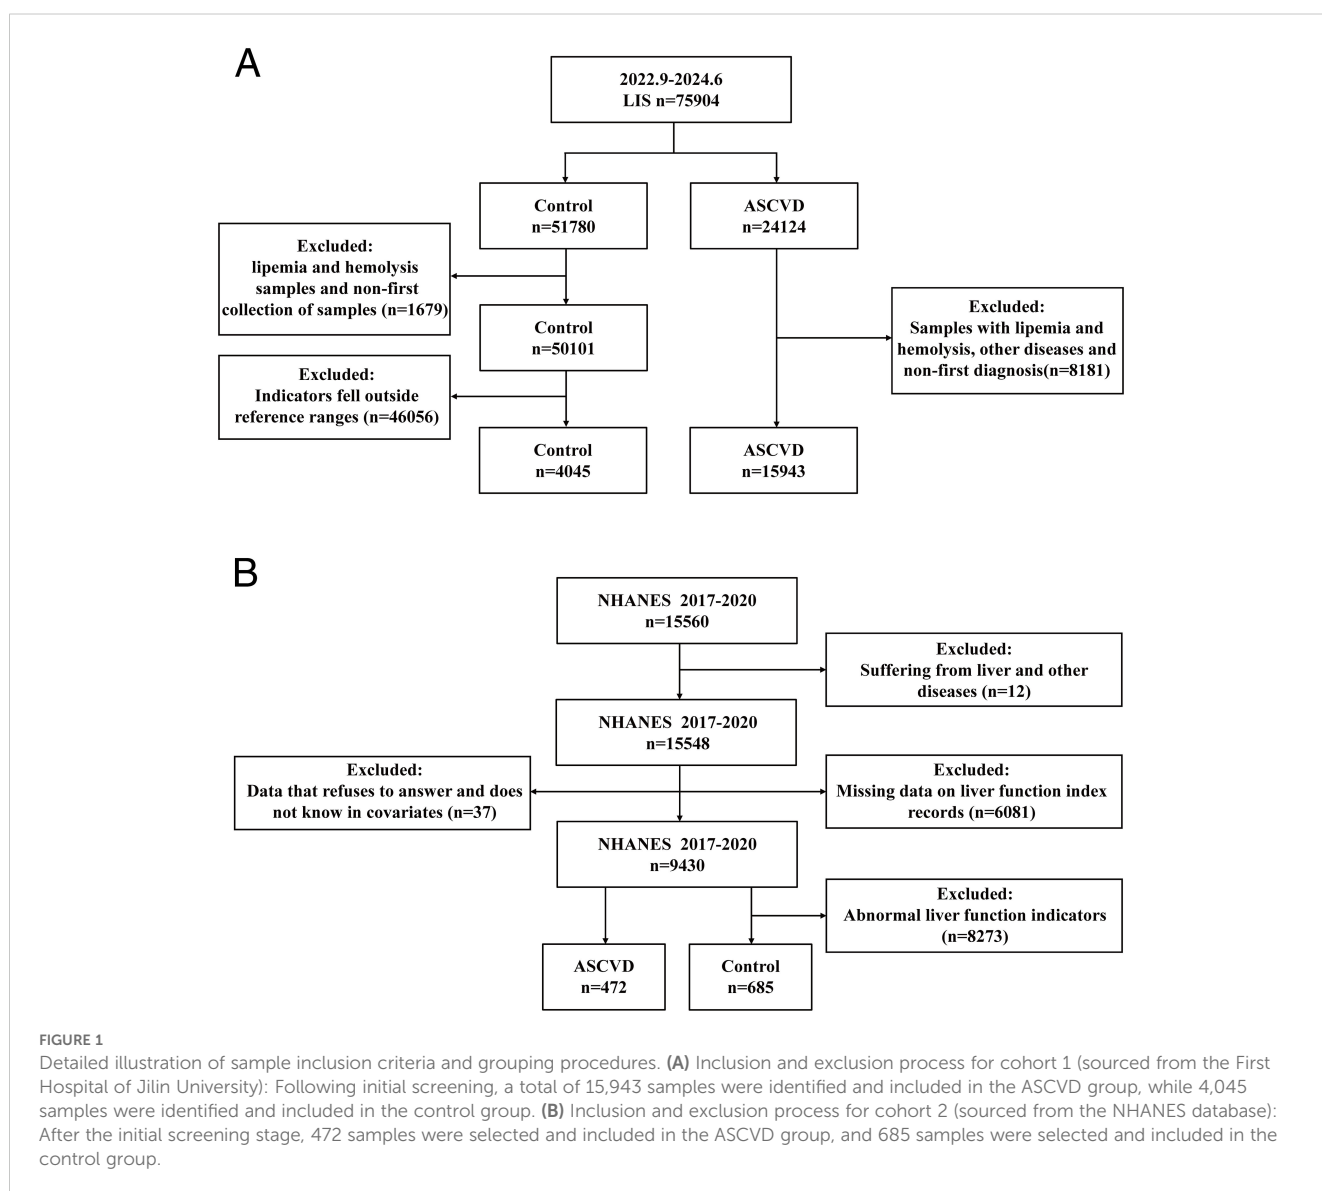 A
2022.9-2024.6
LIS n=75904
Control
n=51780
ASCVD
n=24124
Excluded:
lipemia and hemolysis
samples and non-first
collection of samples (n=1679)
Control
n=50101
Excluded:
Samples with lipemia and
hemolysis, other diseases and
non-first diagnosis(n=8181)
Excluded:
Indicators fell outside
reference ranges (n=46056)
Control
n=4045
ASCVD
n=15943
B
NHANES 2017-2020
n=15560
Excluded:
Suffering from liver and other
diseases (n=12)
NHANES 2017-2020
n=15548
Excluded:
Data that refuses to answer and does
not know in covariates (n=37)
Excluded:
Missing data on liver function index
records (n=6081)
NHANES 2017-2020
n=9430
Excluded:
Abnormal liver function indicators
(n=8273)
ASCVD
n=472
Control
n=685
FIGURE 1
Detailed illustration of sample inclusion criteria and grouping procedures. (A) Inclusion and exclusion process for cohort 1 (sourced from the First
Hospital of Jilin University): Following initial screening, a total of 15,943 samples were identified and included in the ASCVD group, while 4,045
samples were identified and included in the control group. (B) Inclusion and exclusion process for cohort 2 (sourced from the NHANES database):
After the initial screening stage, 472 samples were selected and included in the ASCVD group, and 685 samples were selected and included in the
control group.